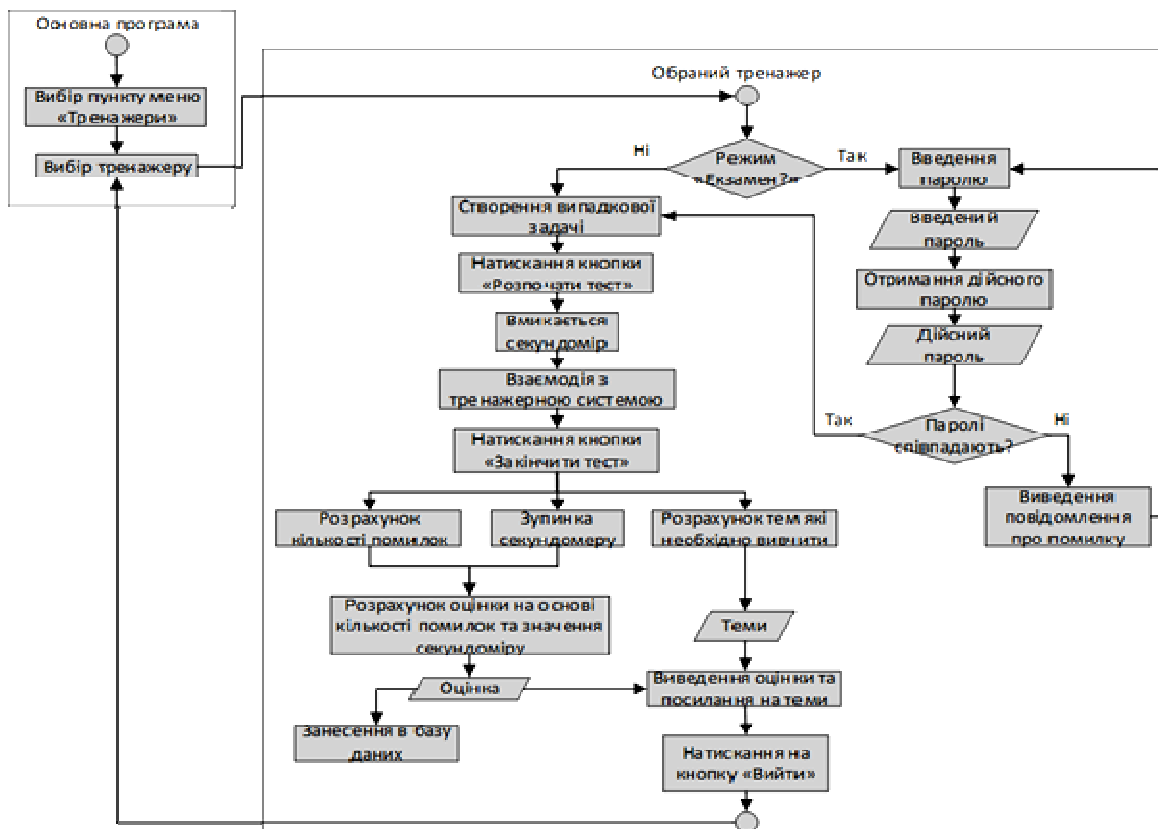 Основна програма
Вибір пункту меню
«Тренажери»
Вибір тренажеру
Обраний тренажер
Режим
«Екзамен?»
Ні
Так
Створення випадкової
задачі
Натискання кнопки
«Розпочати тест»
Вмикається
секундомір
Взаємодія з
тренажерною системою
Натискання кнопки
«Закінчити тест»
Введення
паролю
Введений
пароль
Отримання дійсного
паролю
Дійсний
пароль
Паролі
співпадають?
Так
Ні
Виведення
повідомлення
про помилку
Розрахунок
кількості помилок
Зупинка
секундомеру
Розрахунок тем які
необхідно вивчити
Розрахунок оцінки на основі
кількості помилок та значення
секундоміру
Теми
Оцінка
Виведення оцінки та
посилання на теми
Занесення в базу
даних
Натискання на
кнопку «Вийти»